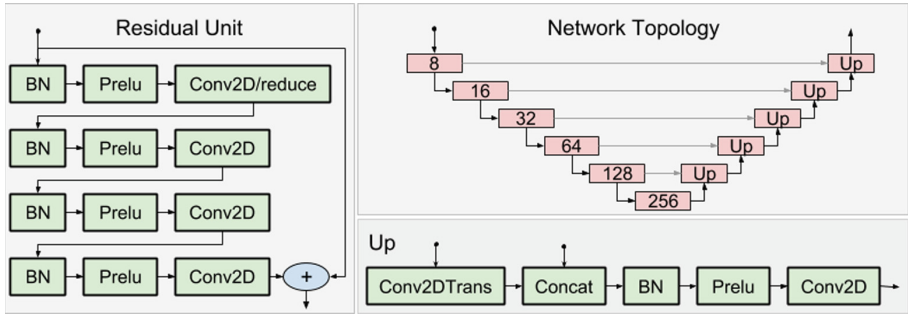 Residual Unit
BN Prelu Conv2D/reduce
BN Prelu Conv2D
BN Prelu Conv2D
BN Prelu Conv2D +
Network Topology
8 Up
16 Up
32 Up
64 Up
128 Up
256
Up
Conv2DTrans Concat BN Prelu Conv2D